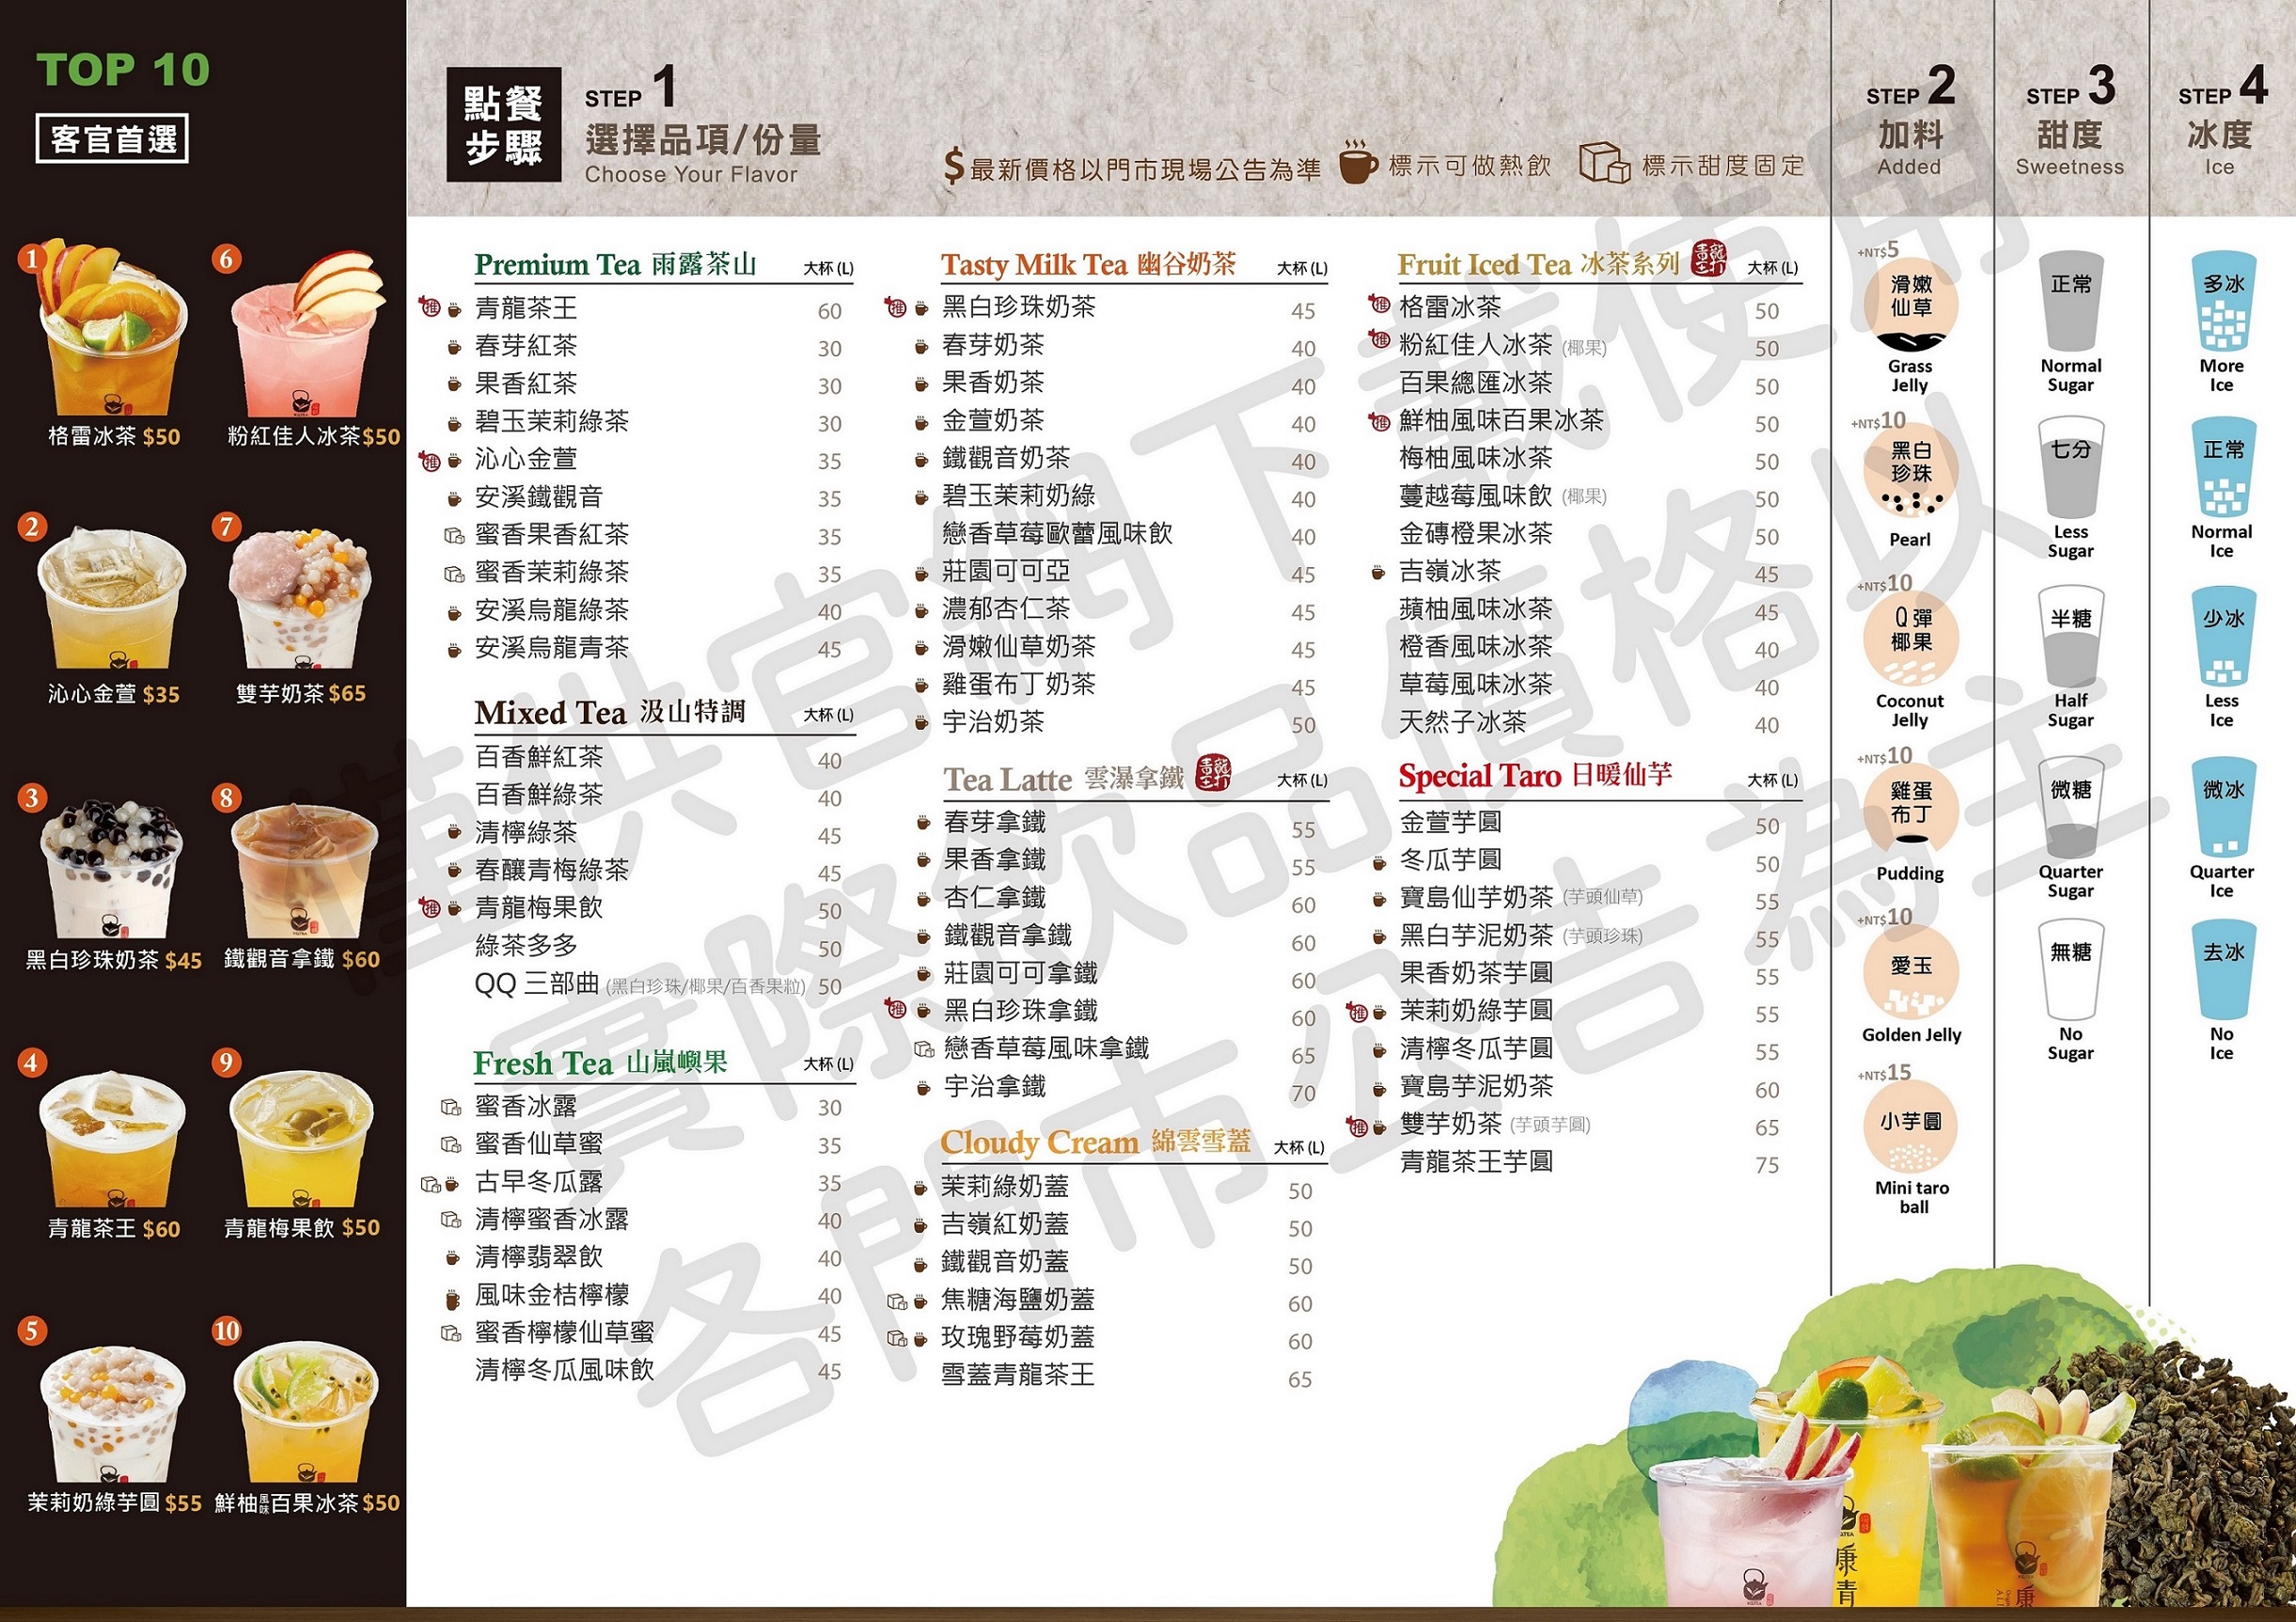 TOP 10
客官首選
1
格雷冰茶 $50
6
粉紅佳人冰茶$50
2
沁心金萱 $35
7
雙芋奶茶 $65
3
黑白珍珠奶茶 $45
8
鐵觀音拿鐵 $60
4
青龍茶王 $60
9
青龍梅果飲 $50
5
茉莉奶綠芋圓 $55
10
鮮柚風味百果冰茶 $50
點餐
步驟
STEP 1
選擇品項/份量
Choose Your Flavor
$最新價格以門市現場公告為準 標示可做熱飲 標示甜度固定
Premium Tea 雨露茶山 大杯 (L)
推 青龍茶王 60
春芽紅茶 30
果香紅茶 30
碧玉茉莉綠茶 30
推 沁心金萱 35
安溪鐵觀音 35
蜜香果香紅茶 35
蜜香茉莉綠茶 35
安溪烏龍綠茶 40
安溪烏龍青茶 45
Mixed Tea 汲山特調 大杯 (L)
百香鮮紅茶 40
百香鮮綠茶 40
清檸綠茶 45
春釀青梅綠茶 45
推 青龍梅果飲 50
綠茶多多 50
QQ 三部曲 (黑白珍珠/椰果/百香果粒) 50
Fresh Tea 山嵐嶼果 大杯 (L)
蜜香冰露 30
蜜香仙草蜜 35
古早冬瓜露 35
清檸蜜香冰露 40
清檸翡翠飲 40
風味金桔檸檬 40
蜜香檸檬仙草蜜 45
清檸冬瓜風味飲 45
Tasty Milk Tea 幽谷奶茶 大杯 (L)
推 黑白珍珠奶茶 45
春芽奶茶 40
果香奶茶 40
金萱奶茶 40
鐵觀音奶茶 40
碧玉茉莉奶綠 40
戀香草莓歐蕾風味飲 40
莊園可可亞 45
濃郁杏仁茶 45
滑嫩仙草奶茶 45
雞蛋布丁奶茶 45
宇治奶茶 50
Tea Latte 雲瀑拿鐵 大杯 (L)
春芽拿鐵 55
果香拿鐵 55
杏仁拿鐵 60
鐵觀音拿鐵 60
莊園可可拿鐵 60
推 黑白珍珠拿鐵 60
戀香草莓風味拿鐵 65
宇治拿鐵 70
Cloudy Cream 綿雲雪蓋 大杯 (L)
茉莉綠奶蓋 50
吉嶺紅奶蓋 50
鐵觀音奶蓋 50
焦糖海鹽奶蓋 60
玫瑰野莓奶蓋 60
雪蓋青龍茶王 65
Fruit Iced Tea 冰茶系列 大杯 (L)
推 格雷冰茶 50
推 粉紅佳人冰茶 (椰果) 50
百果總匯冰茶 50
推 鮮柚風味百果冰茶 50
梅柚風味冰茶 50
蔓越莓風味飲 (椰果) 50
金磚橙果冰茶 50
吉嶺冰茶 45
蘋柚風味冰茶 45
橙香風味冰茶 40
草莓風味冰茶 40
天然子冰茶 40
Special Taro 日暖仙芋 大杯 (L)
金萱芋圓 50
冬瓜芋圓 50
寶島仙芋奶茶 (芋頭仙草) 55
黑白芋泥奶茶 (芋頭珍珠) 55
果香奶茶芋圓 55
推 茉莉奶綠芋圓 55
清檸冬瓜芋圓 55
寶島芋泥奶茶 60
推 雙芋奶茶 (芋頭芋圓) 65
青龍茶王芋圓 75
STEP 2
加料
Added
+NT$5
滑嫩
仙草
Grass
Jelly
+NT$10
黑白
珍珠
Pearl
+NT$10
Q彈
椰果
Coconut
Jelly
+NT$10
雞蛋
布丁
Pudding
+NT$10
愛玉
Golden Jelly
+NT$15
小芋圓
Mini taro
ball
STEP 3
甜度
Sweetness
正常
Normal
Sugar
七分
Less
Sugar
半糖
Half
Sugar
微糖
Quarter
Sugar
無糖
No
Sugar
STEP 4
冰度
Ice
多冰
More
Ice
正常
Normal
Ice
少冰
Less
Ice
微冰
Quarter
Ice
去冰
No
Ice
僅供官網下載使用
實際飲品價格以
各門市公告為主
康青
康